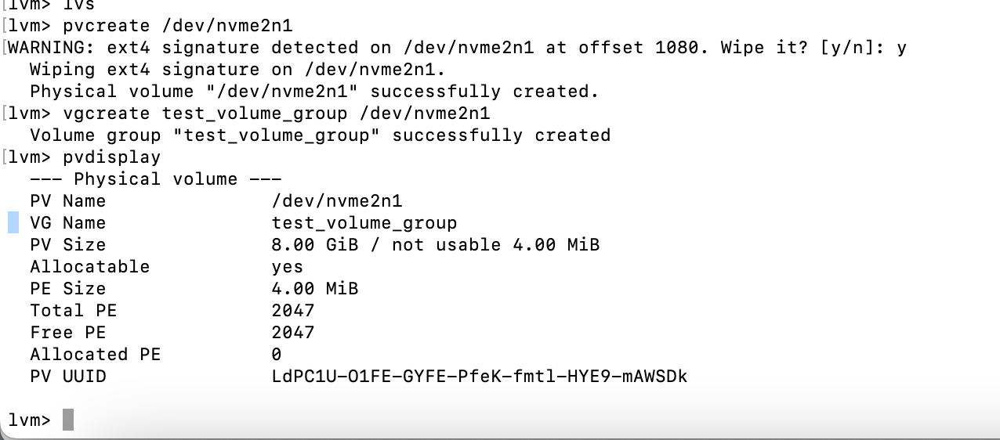 [lvm> lvs
[lvm> pvcreate /dev/nvme2n1
[WARNING: ext4 signature detected on /dev/nvme2n1 at offset 1080. Wipe it? [y/n]: y
  Wiping ext4 signature on /dev/nvme2n1.
  Physical volume "/dev/nvme2n1" successfully created.
[lvm> vgcreate test_volume_group /dev/nvme2n1
  Volume group "test_volume_group" successfully created
[lvm> pvdisplay
  --- Physical volume ---
  PV Name               /dev/nvme2n1
  VG Name               test_volume_group
  PV Size               8.00 GiB / not usable 4.00 MiB
  Allocatable           yes
  PE Size               4.00 MiB
  Total PE              2047
  Free PE               2047
  Allocated PE          0
  PV UUID               LdPC1U-O1FE-GYFE-PfeK-fmtl-HYE9-mAWSDk
lvm>